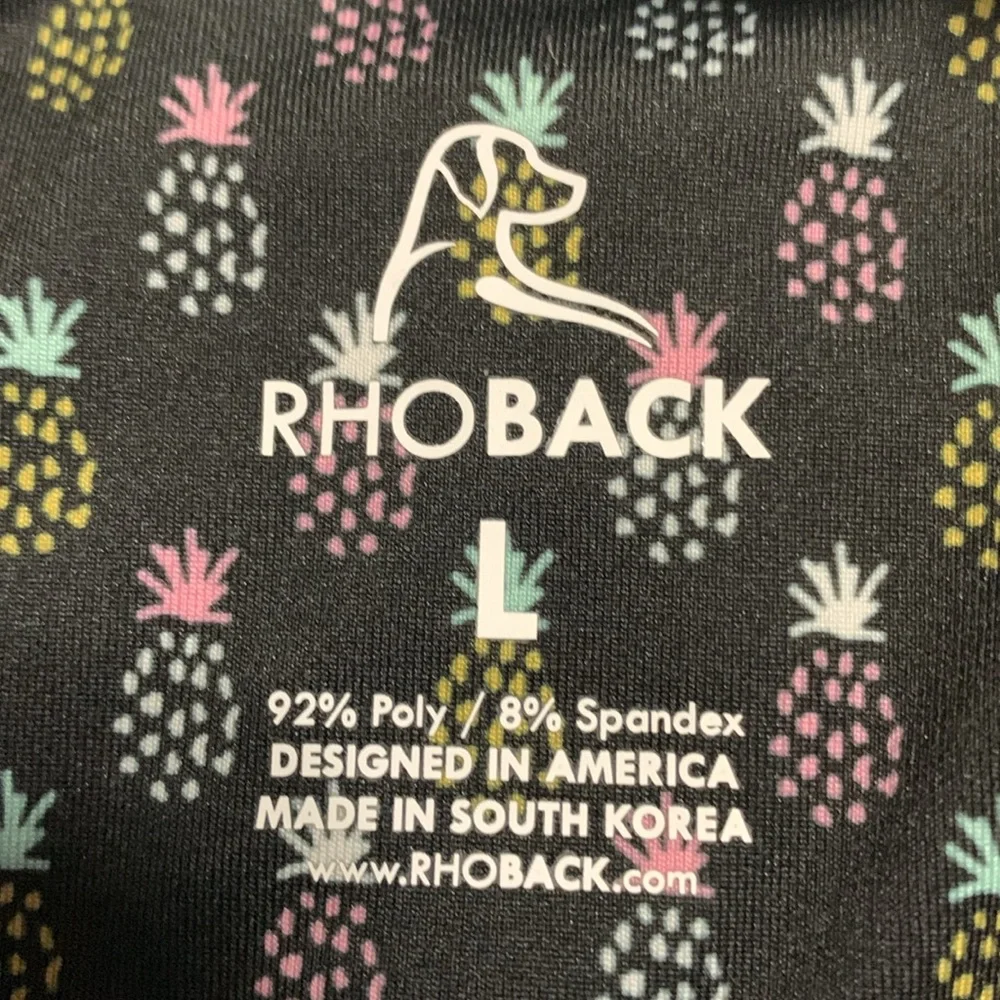 RHOBACK
L
92% Poly / 8% Spandex
DESIGNED IN AMERICA
MADE IN SOUTH KOREA
www.RHOBACK.com